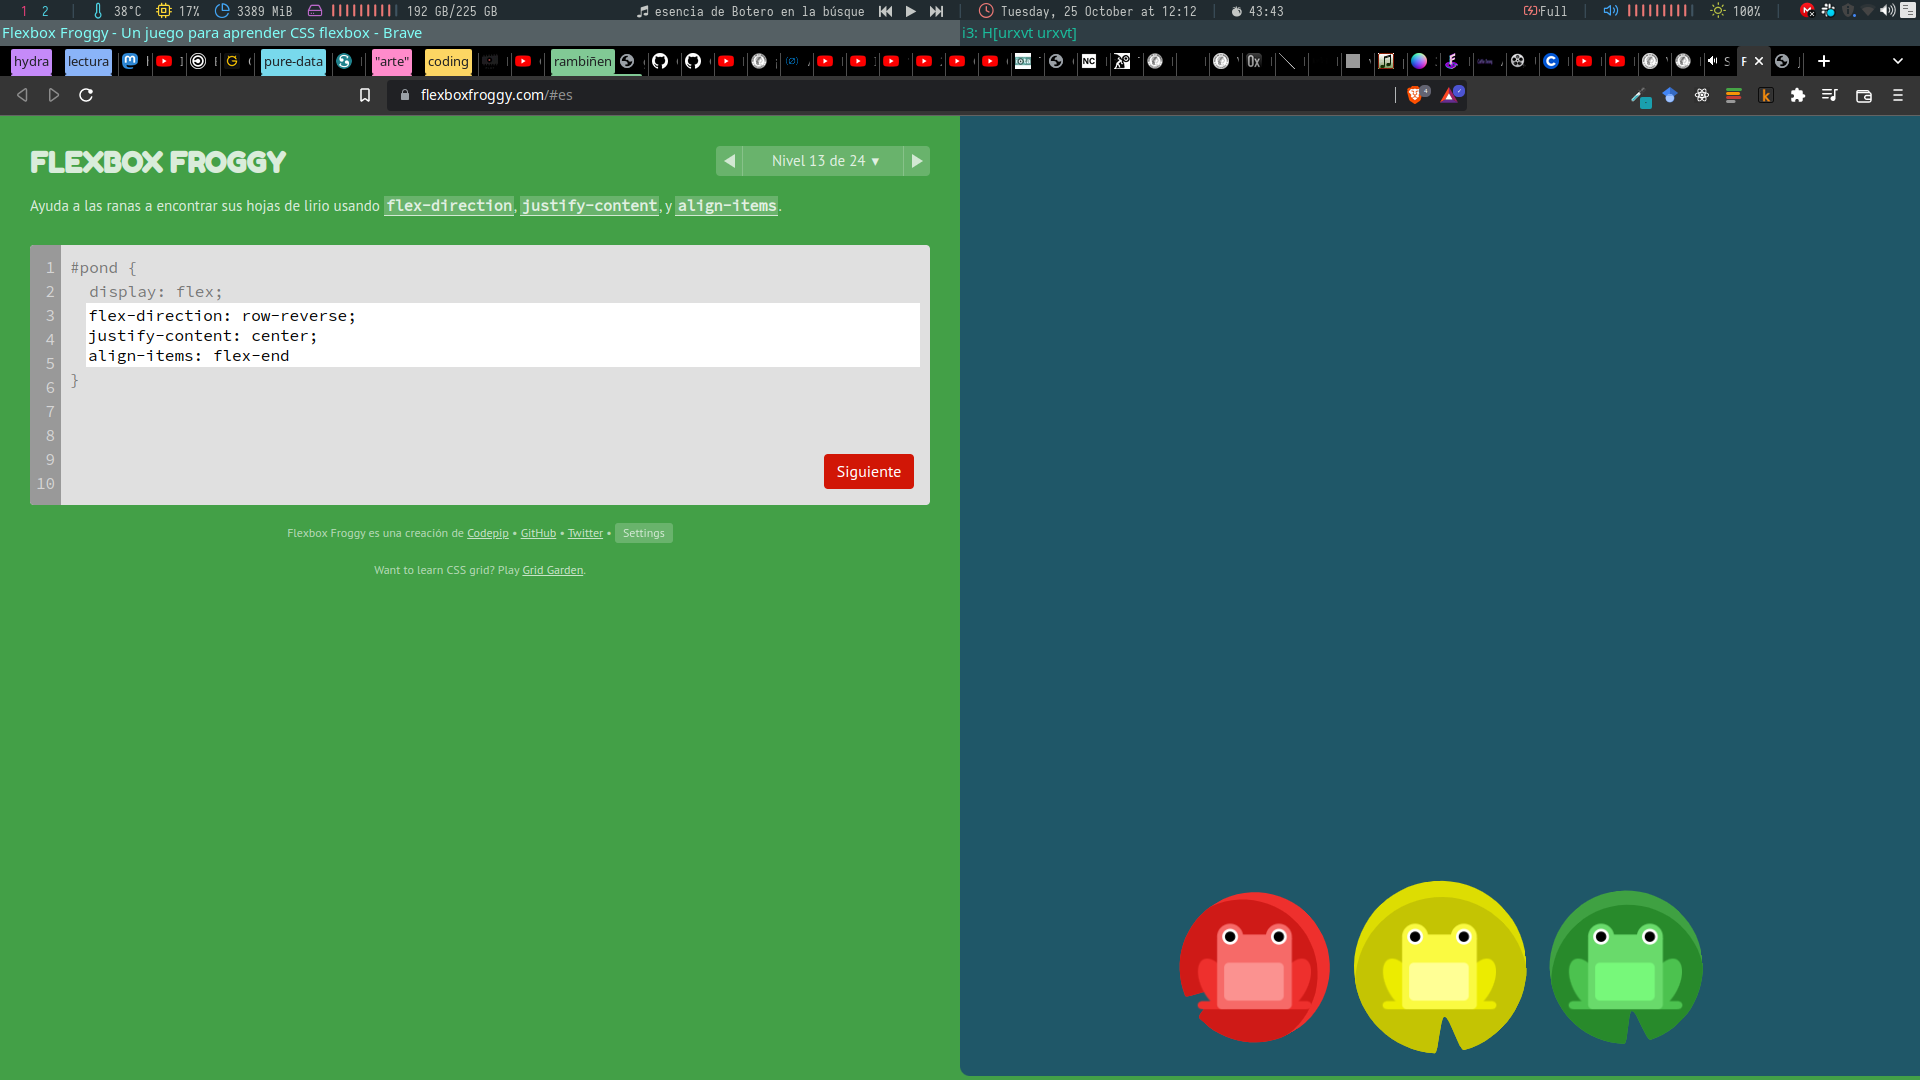 1 2 38°C 17% 3389 MiB 192 GB/225 GB esencia de Botero en la búsque Tuesday, 25 October at 12:12 43:43 Full 100%
Flexbox Froggy - Un juego para aprender CSS flexbox - Brave i3: H[urxvt urxvt]
hydra lectura pure-data "arte" coding rambiñen
flexboxfroggy.com/#es
FLEXBOX FROGGY
Nivel 13 de 24 ▼
Ayuda a las ranas a encontrar sus hojas de lirio usando flex-direction, justify-content, y align-items.
1 #pond {
2 display: flex;
3 flex-direction: row-reverse;
4 justify-content: center;
5 align-items: flex-end
6 }
7
8
9
10
Siguiente
Flexbox Froggy es una creación de Codepip • GitHub • Twitter • Settings
Want to learn CSS grid? Play Grid Garden.